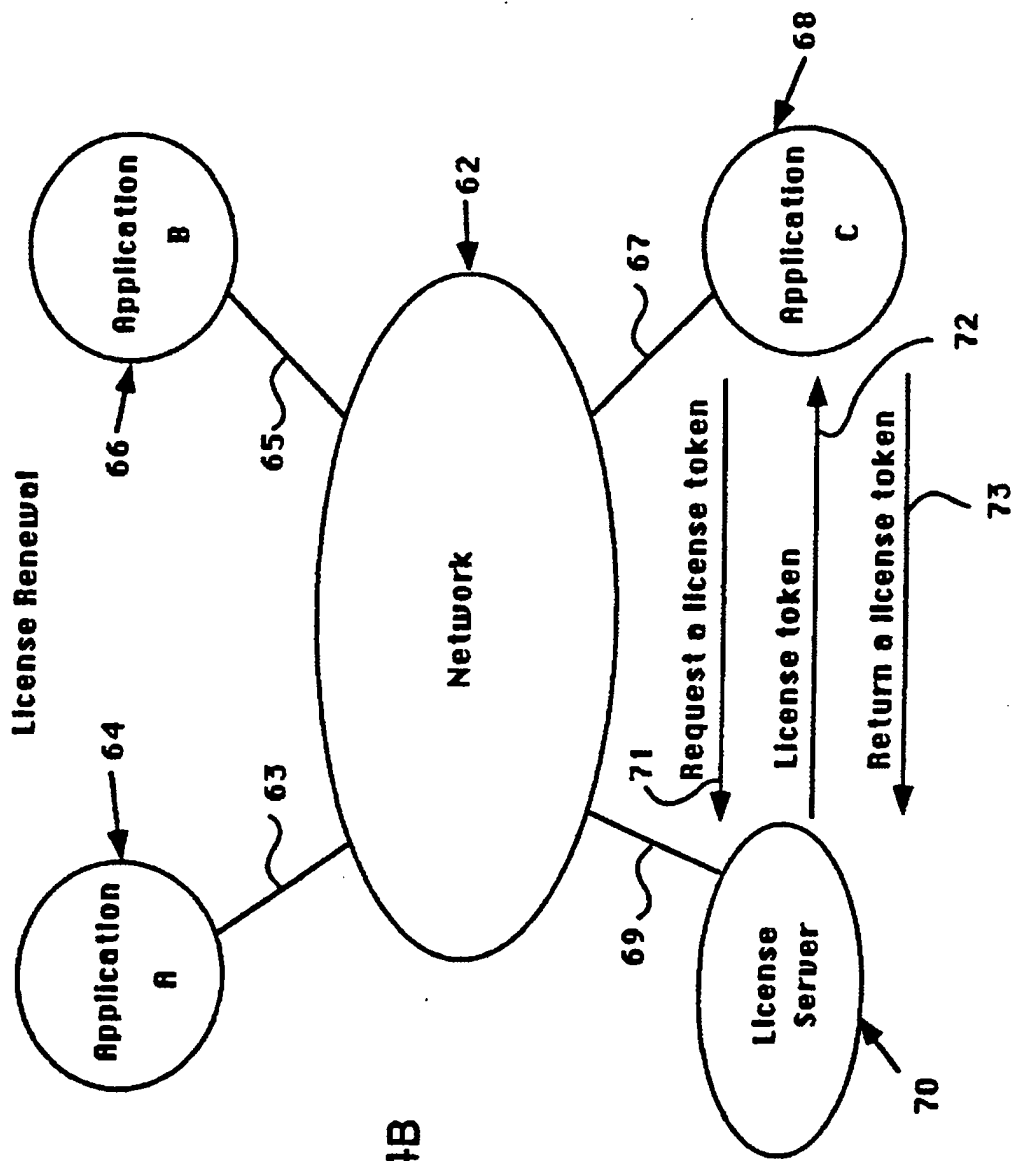 License Renewal
Application
A
64
63
Application
B
66
65
Network
62
69
67
71
Request a license token
License token
72
Return a license token
73
License
Server
70
Application
C
68
4B